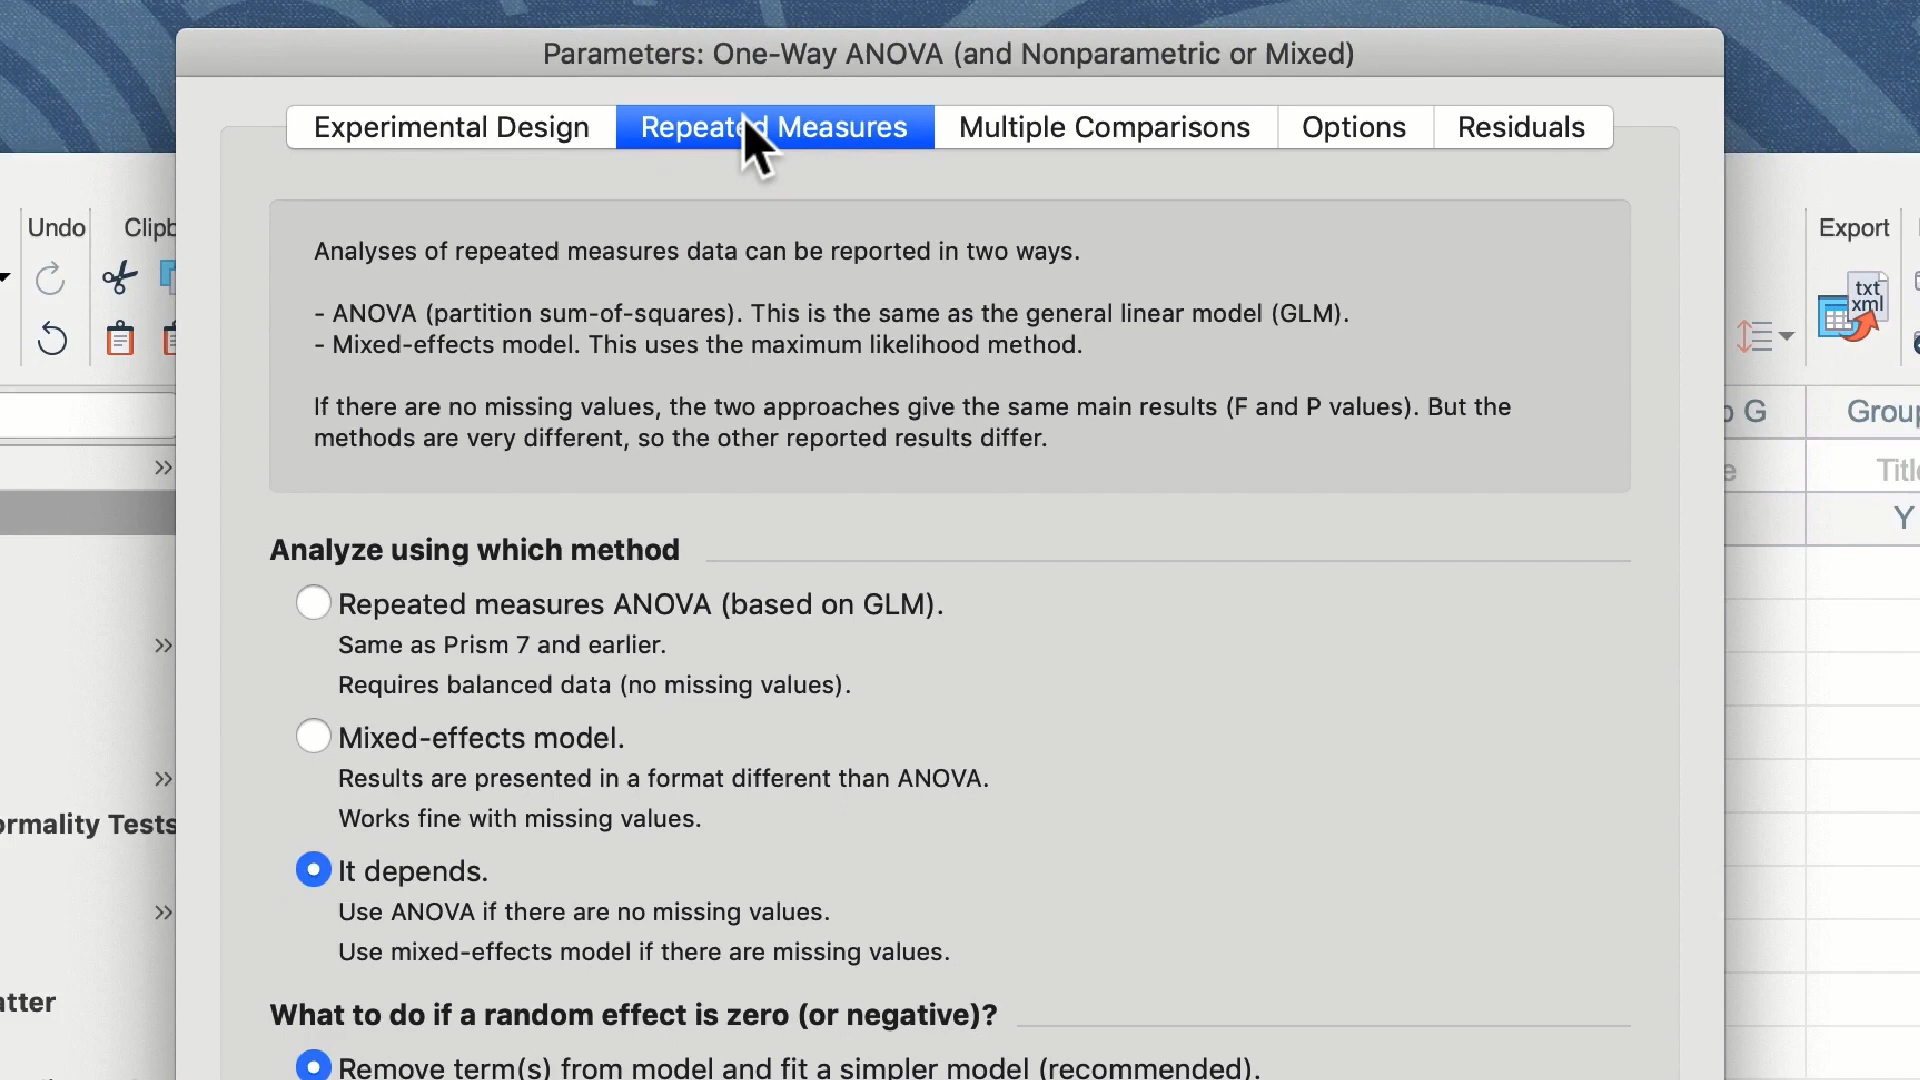 Parameters: One-Way ANOVA (and Nonparametric or Mixed)
Experimental Design
Repeated Measures
Multiple Comparisons
Options
Residuals
Undo
Export
txt
xml
Analyses of repeated measures data can be reported in two ways.
- ANOVA (partition sum-of-squares). This is the same as the general linear model (GLM).
- Mixed-effects model. This uses the maximum likelihood method.
If there are no missing values, the two approaches give the same main results (F and P values). But the
methods are very different, so the other reported results differ.
G
Y
Analyze using which method
Repeated measures ANOVA (based on GLM).
Same as Prism 7 and earlier.
Requires balanced data (no missing values).
Mixed-effects model.
Results are presented in a format different than ANOVA.
Works fine with missing values.
Tests
It depends.
Use ANOVA if there are no missing values.
Use mixed-effects model if there are missing values.
What to do if a random effect is zero (or negative)?
Remove term(s) from model and fit a simpler model (recommended).